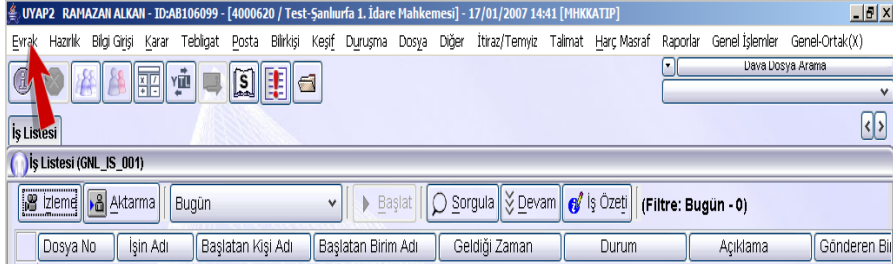 UYAP2 RAMAZAN ALKAN - ID:AB106099 - [4000620 / Test-Şanlıurfa 1. İdare Mahkemesi] - 17/01/2007 14:41 [MHKKATIP]
Evrak Hazırlık Bilgi Girişi Karar Tebligat Posta Bilirkişi Keşif Duruşma Dosya Diğer İtiraz/Temyiz Talimat Harç Masraf Raporlar Genel İşlemler Genel-Ortak(X)
YTL S Dava Dosya Arama
İş Listesi
İş Listesi (GNL_IS_001)
İzleme Aktarma Bugün Başlat Sorgula Devam İş Özeti (Filtre: Bugün - 0)
Dosya No İşin Adı Başlatan Kişi Adı Başlatan Birim Adı Geldiği Zaman Durum Açıklama Gönderen Bi